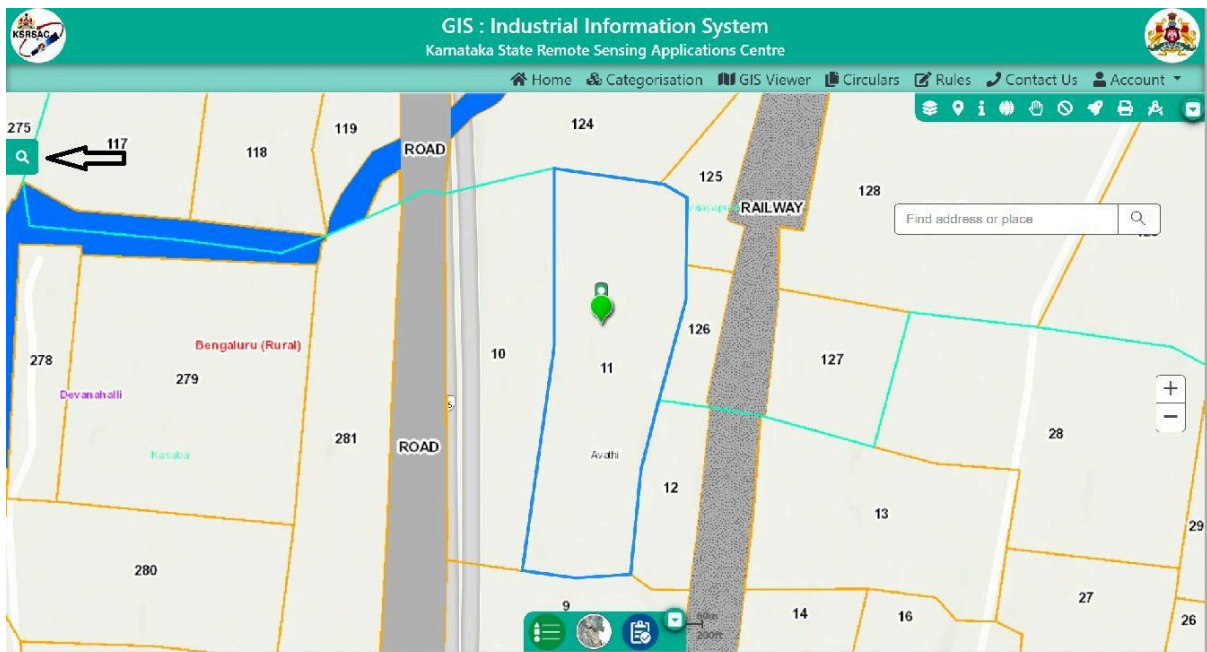 KSRSAC
GIS : Industrial Information System
Karnataka State Remote Sensing Applications Centre
Home Categorisation GIS Viewer Circulars Rules Contact Us Account
275
117
118
119
ROAD
124
125
RAILWAY
128
Find address or place
278
Bengaluru (Rural)
279
Devanahalli
Kasaba
281
ROAD
10
11
Avathi
126
127
12
13
28
29
280
9
14
16
27
26
200ft